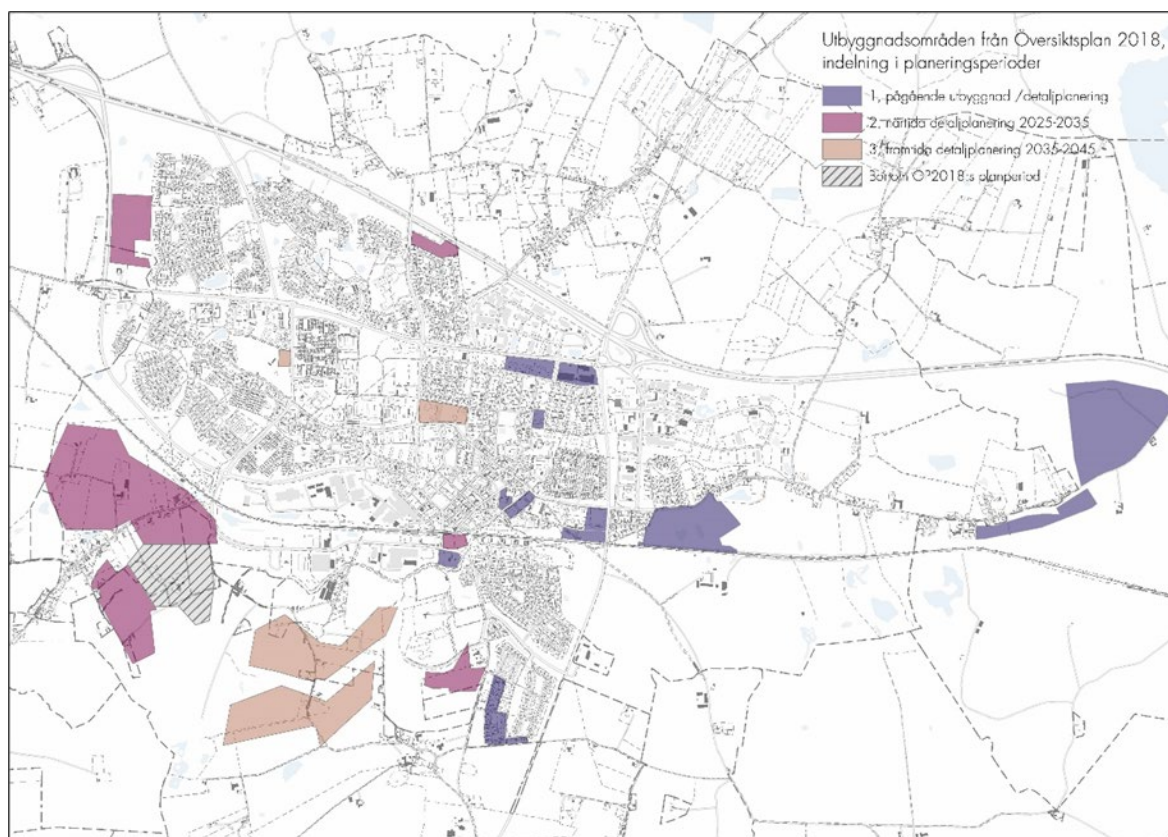 Utbyggnadsområden från Översiktsplan 2018,
indelning i planeringsperioder
1, pågående utbyggnad /detaljplanering
2, närtida detaljplanering 2025-2035
3, framtida detaljplanering 2035-2045
Bortom ÖP2018:s planperiod